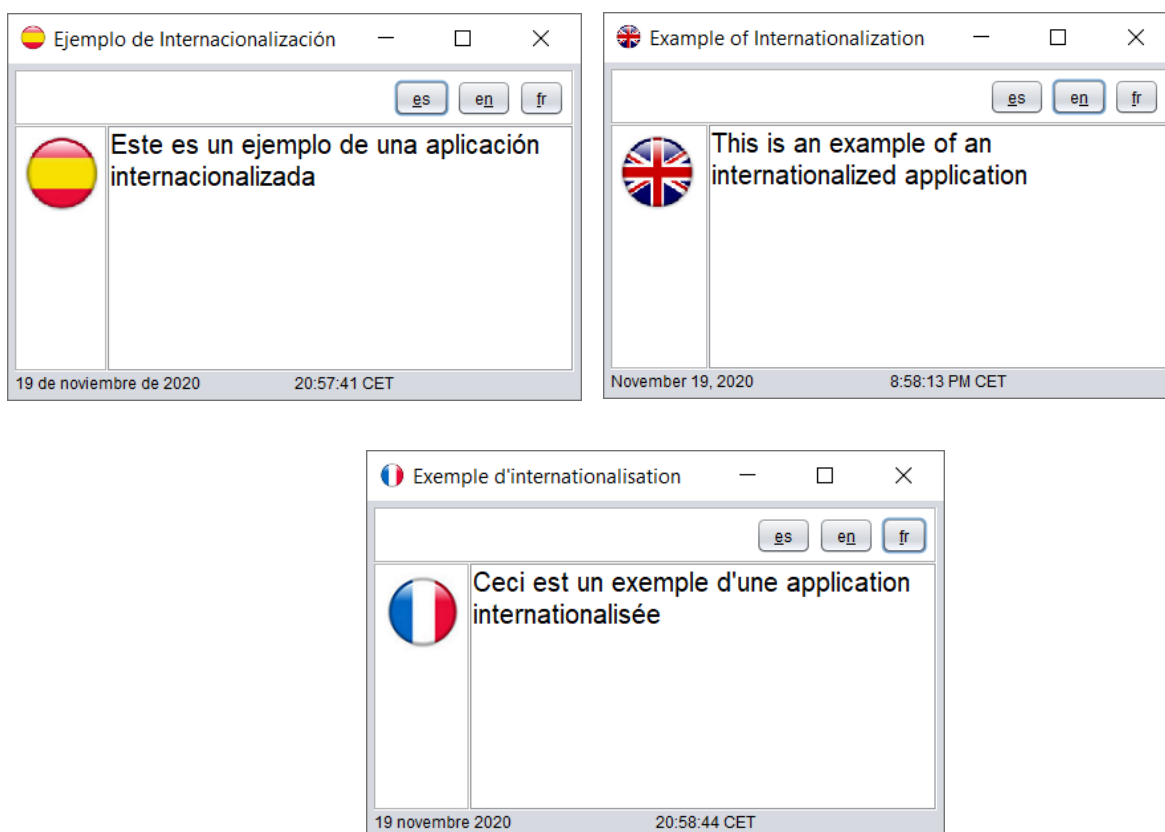 Ejemplo de Internacionalización
es en fr
Este es un ejemplo de una aplicación
internacionalizada
19 de noviembre de 2020 20:57:41 CET
Example of Internationalization
es en fr
This is an example of an
internationalized application
November 19, 2020 8:58:13 PM CET
Exemple d'internationalisation
es en fr
Ceci est un exemple d'une application
internationalisée
19 novembre 2020 20:58:44 CET